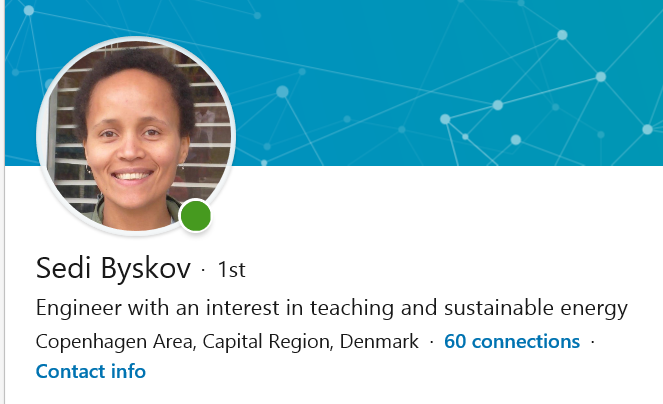 Sedi Byskov · 1st
Engineer with an interest in teaching and sustainable energy
Copenhagen Area, Capital Region, Denmark · 60 connections ·
Contact info